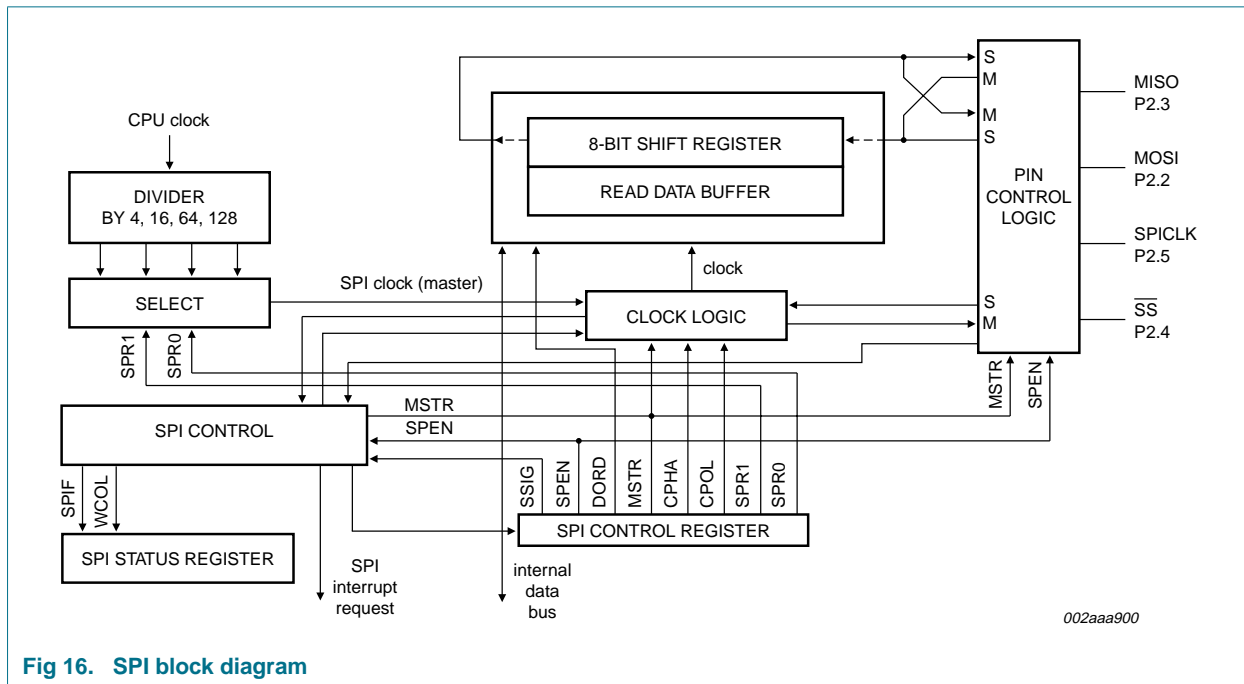 CPU clock
DIVIDER
BY 4, 16, 64, 128
SELECT
SPR1
SPR0
SPI clock (master)
8-BIT SHIFT REGISTER
READ DATA BUFFER
clock
CLOCK LOGIC
S
M
M
S
PIN
CONTROL
LOGIC
S
M
MISO
P2.3
MOSI
P2.2
SPICLK
P2.5
SS
P2.4
MSTR
SPEN
SPI CONTROL
MSTR
SPEN
SPIF
WCOL
SPI STATUS REGISTER
SPI
interrupt
request
SSIG
SPEN
DORD
MSTR
CPHA
CPOL
SPR1
SPR0
SPI CONTROL REGISTER
internal
data
bus
002aaa900
Fig 16. SPI block diagram